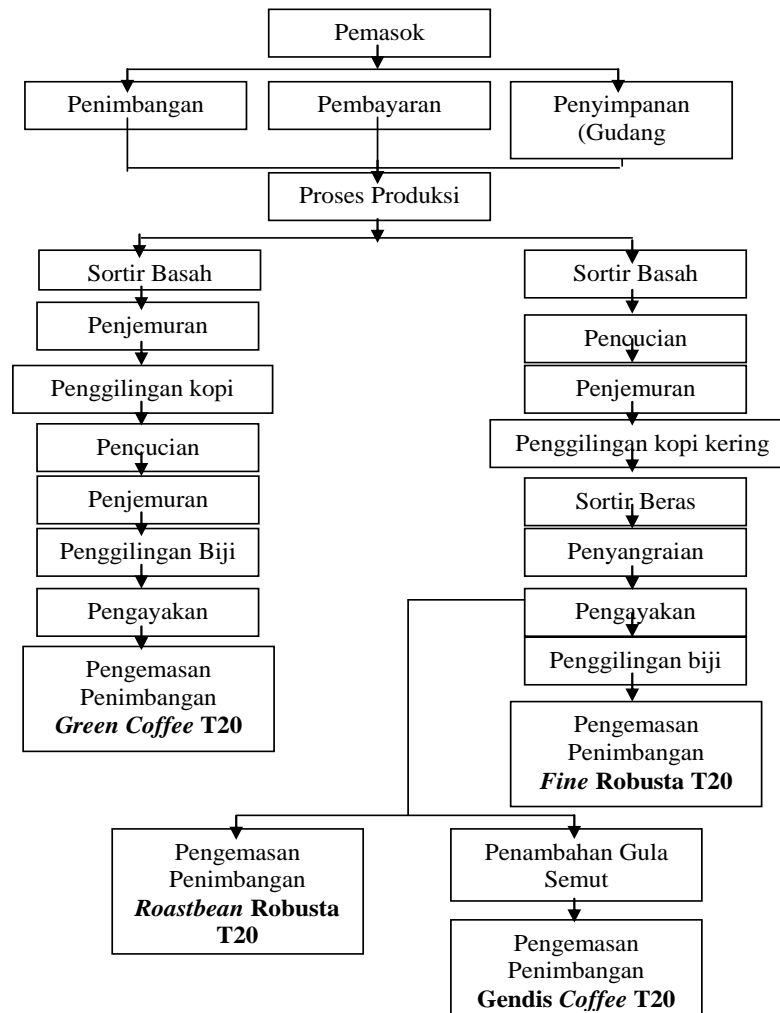 Pemasok
Penimbangan
Pembayaran
Penyimpanan
(Gudang
Proses Produksi
Sortir Basah
Penjemuran
Penggilingan kopi
Pencucian
Penjemuran
Penggilingan Biji
Pengayakan
Pengemasan
Penimbangan
Green Coffee T20
Sortir Basah
Pencucian
Penjemuran
Penggilingan kopi kering
Sortir Beras
Penyangraian
Pengayakan
Penggilingan biji
Pengemasan
Penimbangan
Fine Robusta T20
Pengemasan
Penimbangan
Roastbean Robusta
T20
Penambahan Gula
Semut
Pengemasan
Penimbangan
Gendis Coffee T20